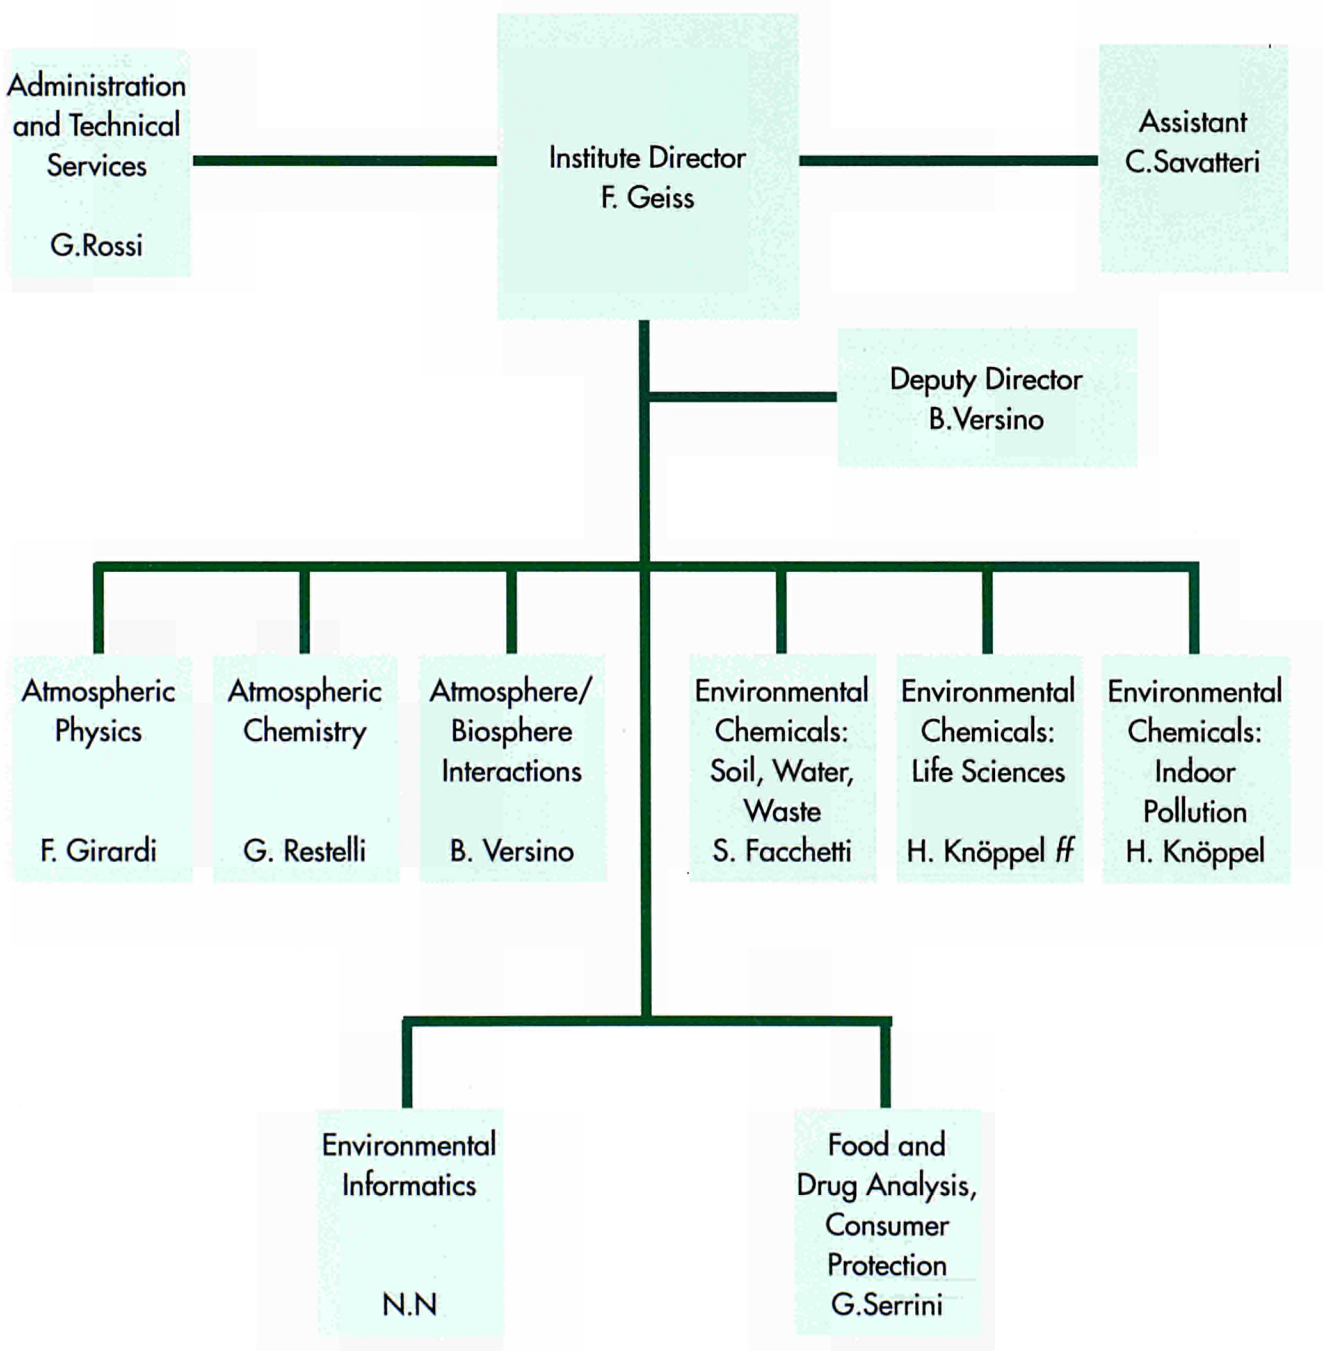 Administration
and Technical
Services
G.Rossi
Institute Director
F. Geiss
Assistant
C.Savatteri
Deputy Director
B.Versino
Atmospheric
Physics
F. Girardi
Atmospheric
Chemistry
G. Restelli
Atmosphere/
Biosphere
Interactions
B. Versino
Environmental
Chemicals:
Soil, Water,
Waste
S. Facchetti
Environmental
Chemicals:
Life Sciences
H. Knöppel ff
Environmental
Chemicals:
Indoor
Pollution
H. Knöppel
Environmental
Informatics
N.N
Food and
Drug Analysis,
Consumer
Protection
G.Serrini